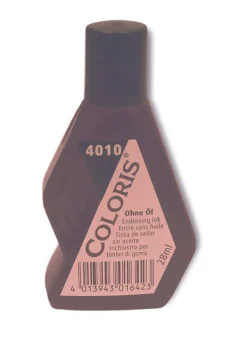 4010
COLORIS®
Ohne Öl
Endorsing ink
Encre sans huile
Tinta de sellar
sin aceite
Inchiostro per
timbri di goma
28ml
4 013943 016423